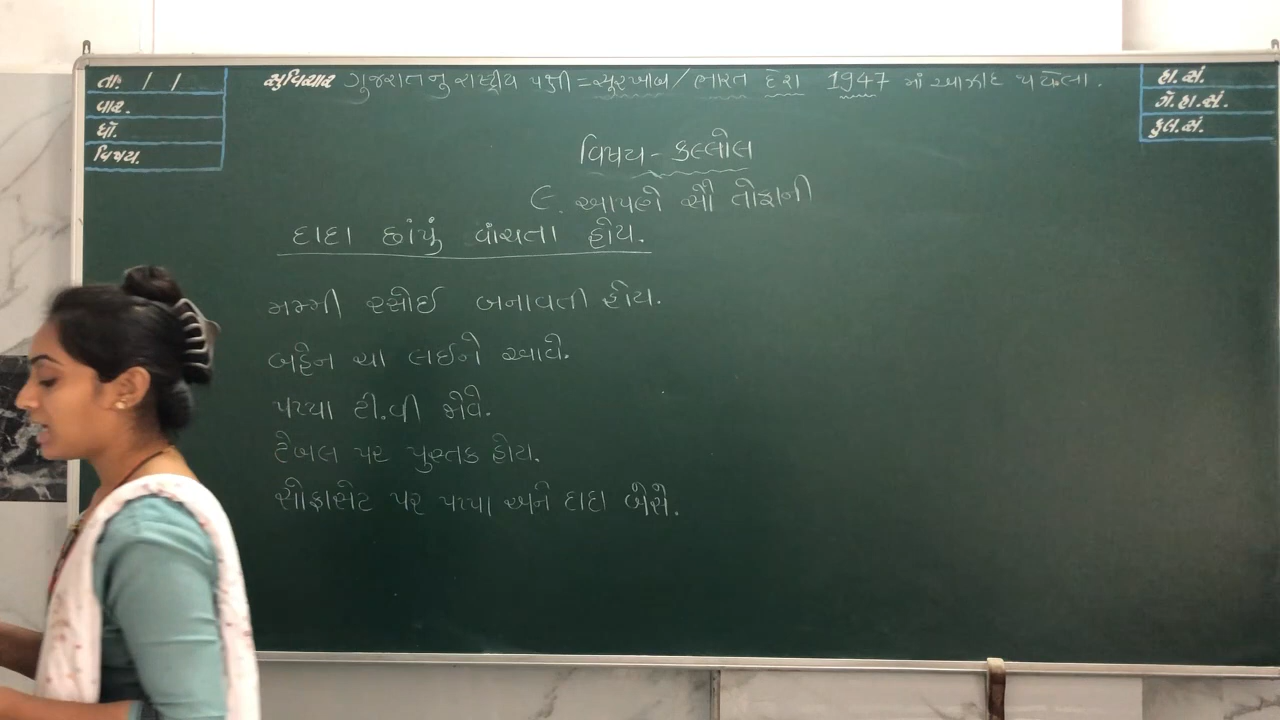 તા: / /
વાર.
ધો.
વિષય.
સુવિચાર ગુજરાતનુ રાષ્ટ્રીય પક્ષી = સુરખાબ / ભારત દેશ 1947 માં આઝાદ થયેલા.
હા.સં.
ગે.હા.સં.
કુલ.સં.
વિષય - કલ્લોલ
૯. આપણે સૌ તોફાની
દાદા છાંપું વાંચતા હોય.
મમ્મી રસોઈ બનાવતી હોય.
બહેન ચા લઈને આવે.
પપ્પા ટી.વી જોવે.
ટેબલ પર પુસ્તક હોય.
સોફાસેટ પર પપ્પા અને દાદા બેસે.